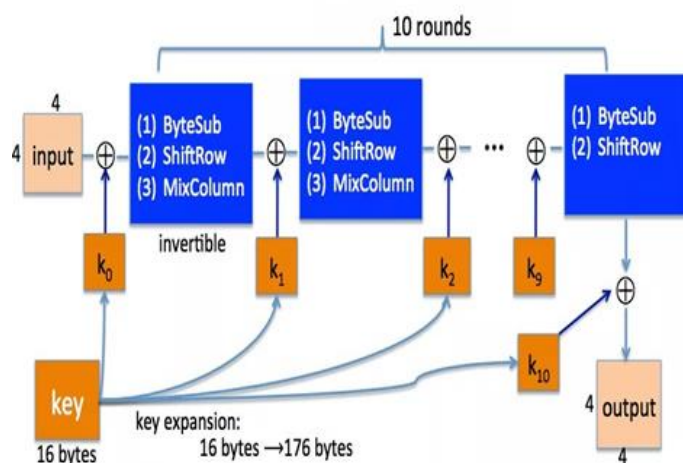 10 rounds
4
4
input
⊕
(1) ByteSub
(2) ShiftRow
(3) MixColumn
invertible
⊕
(1) ByteSub
(2) ShiftRow
(3) MixColumn
⊕
...
⊕
(1) ByteSub
(2) ShiftRow
k0
k1
k2
k9
⊕
k10
key
16 bytes
key expansion:
16 bytes →176 bytes
4
output
4